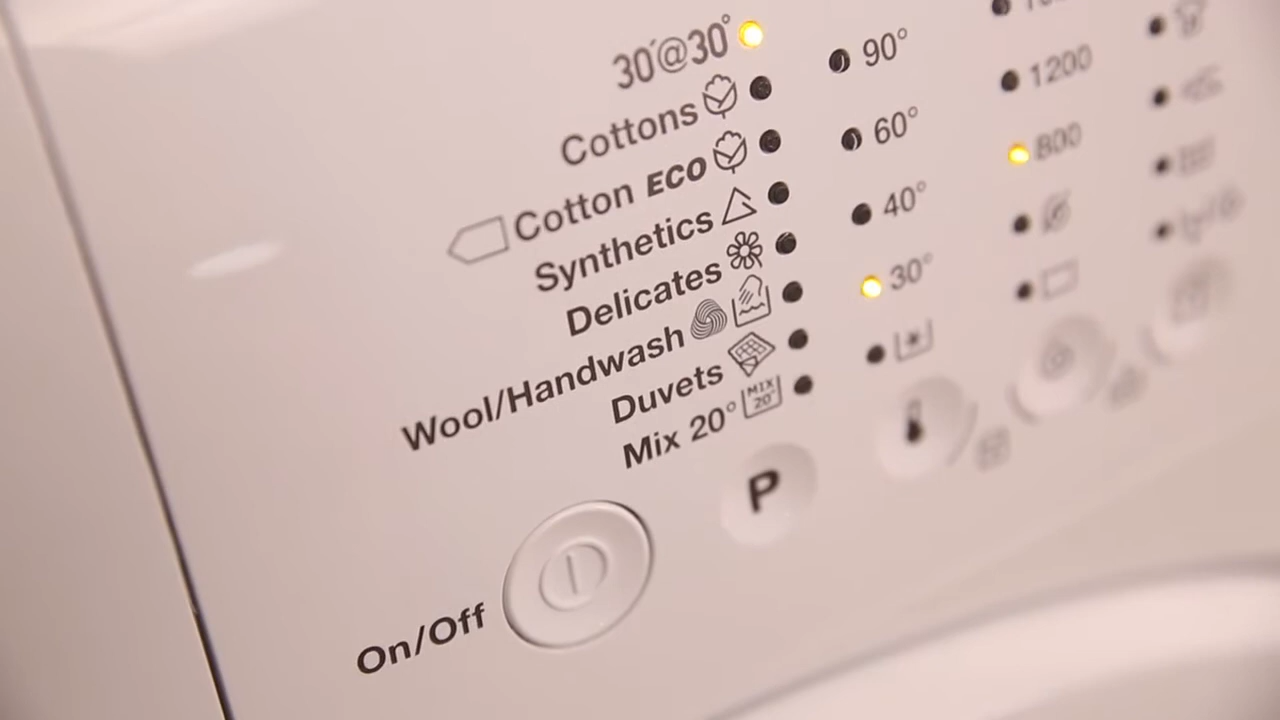 30´@30°
Cottons
Cotton ECO
Synthetics
Delicates
Wool/Handwash
Duvets
Mix 20° MIX 20°
90°
60°
40°
30°
1200
800
P
On/Off